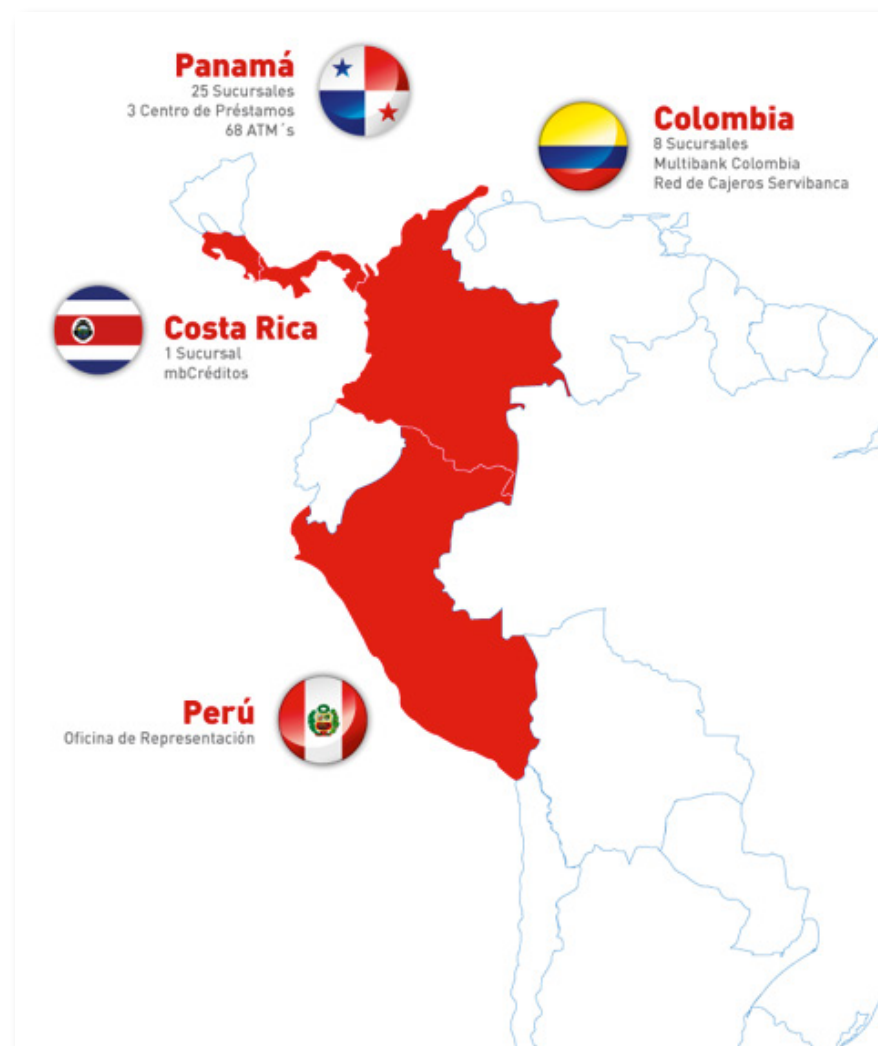 Panamá
25 Sucursales
3 Centro de Préstamos
68 ATM´s
Colombia
8 Sucursales
Multibank Colombia
Red de Cajeros Servibanca
Costa Rica
1 Sucursal
mbCréditos
Perú
Oficina de Representación